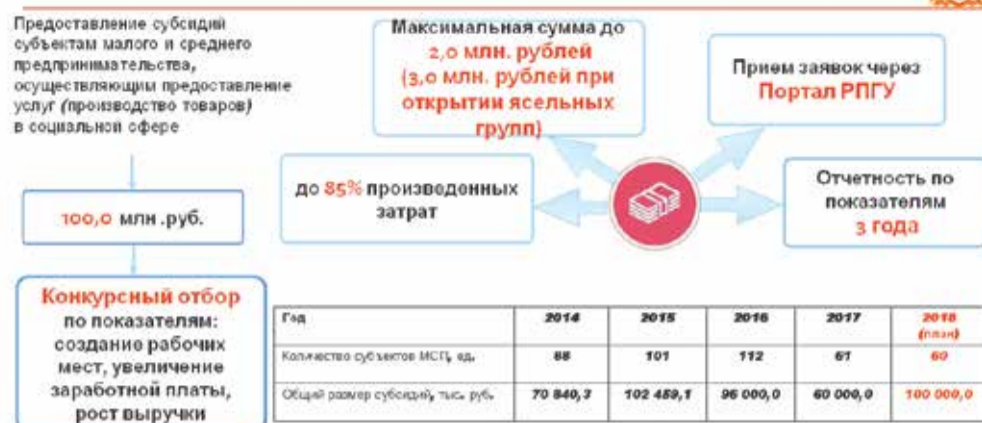 Предоставление субсидий
субъектам малого и среднего
предпринимательства,
осуществляющим предоставление
услуг (производство товаров)
в социальной сфере
100,0 млн .руб.
Конкурсный отбор
по показателям:
создание рабочих
мест, увеличение
заработной платы,
рост выручки
Максимальная сумма до
2,0 млн. рублей
(3,0 млн. рублей при
открытии ясельных
групп)
Прием заявок через
Портал РПГУ
до 85% произведенных
затрат
Отчетность по
показателям
3 года
Год 2014 2015 2016 2017 2018
(план)
Количество субъектов МСП, ед. 68 101 112 61 60
Общий размер субсидий, тыс. руб. 70 840,3 102 459,1 96 000,0 60 000,0 100 000,0